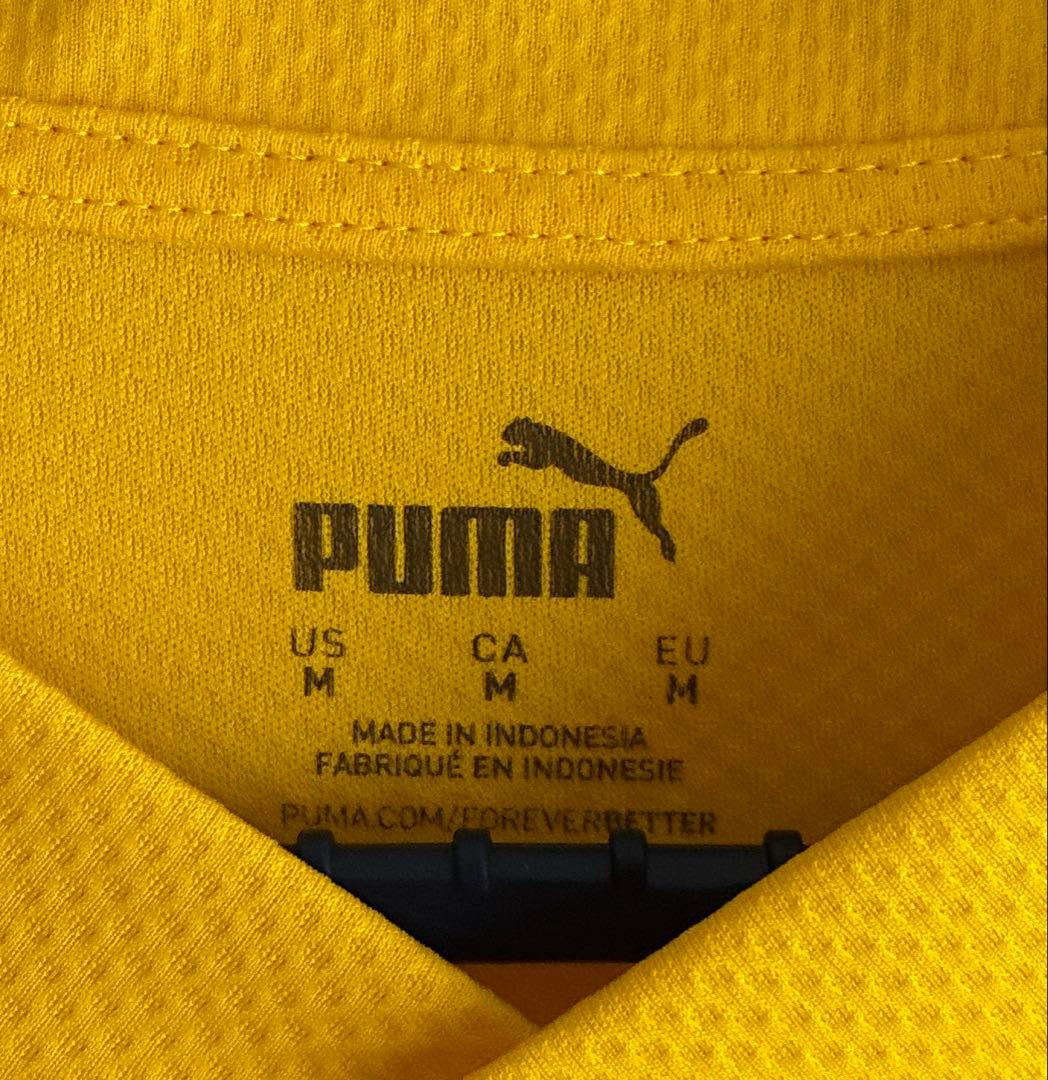 PUMA
US CA EU
M M M
MADE IN INDONESIA
FABRIQUÉ EN INDONESIE
PUMA.COM/FOREVERBETTER